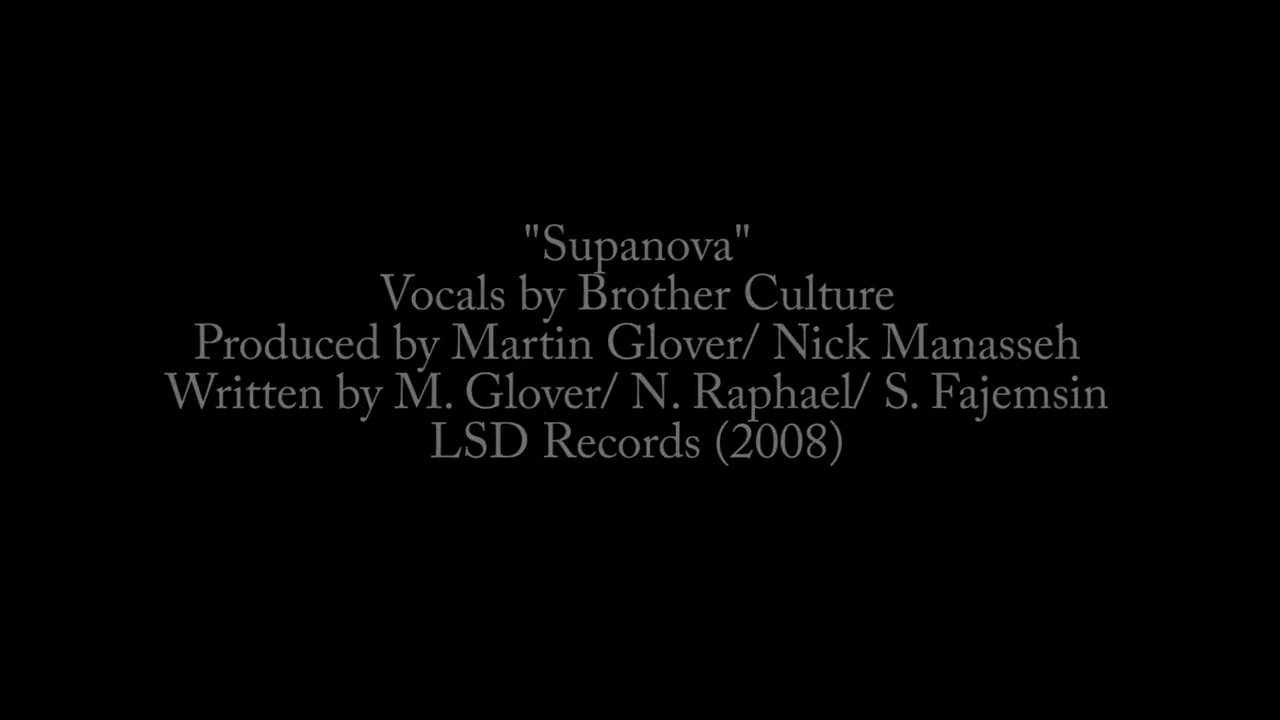 "Supanova"
Vocals by Brother Culture
Produced by Martin Glover/ Nick Manasseh
Written by M. Glover/ N. Raphael/ S. Fajemsin
LSD Records (2008)